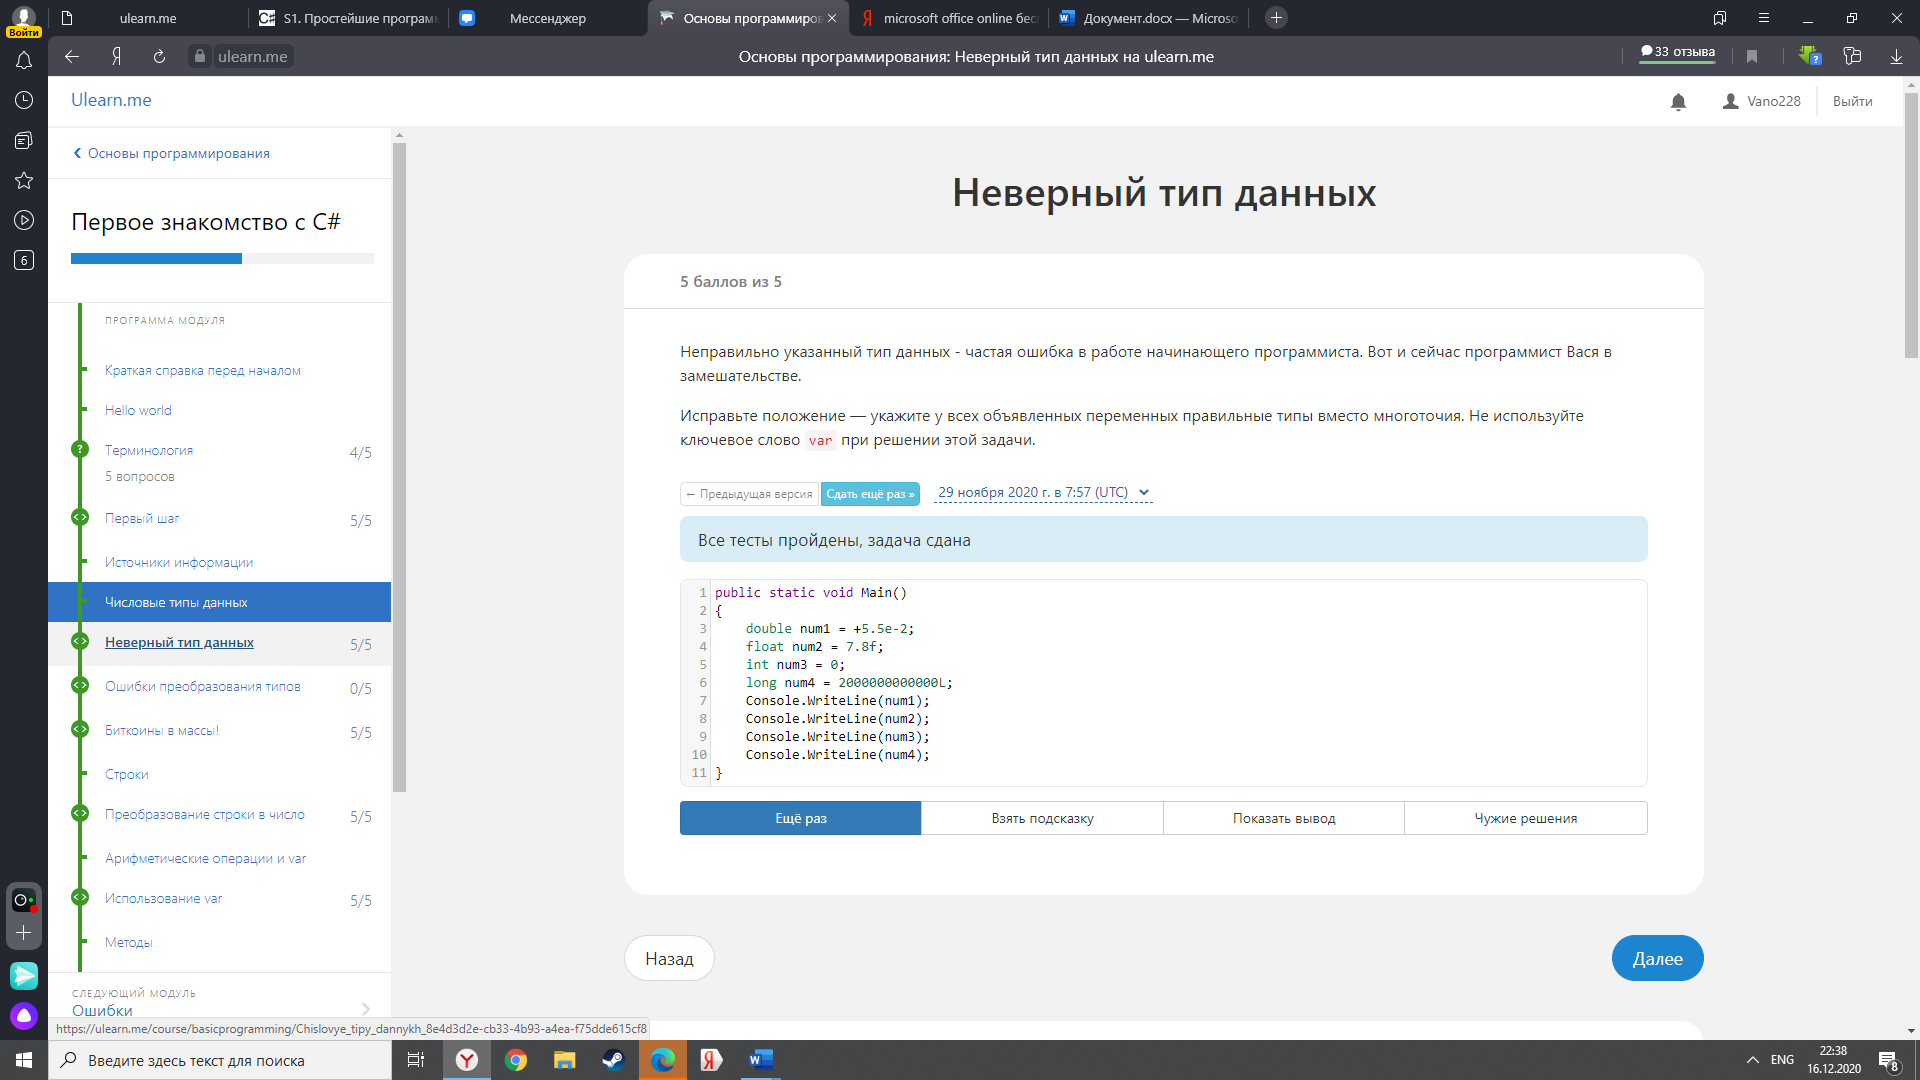 ulearn.me
S1. Простейшие програм
Мессенджер
Основы программиров
microsoft office online бес
Документ.docx — Microso
Войти
ulearn.me
Основы программирования: Неверный тип данных на ulearn.me
33 отзыва
Ulearn.me
Vano228
Выйти
6
Основы программирования
Первое знакомство с C#
ПРОГРАММА МОДУЛЯ
Краткая справка перед началом
Hello world
Терминология 4/5
5 вопросов
Первый шаг 5/5
Источники информации
Числовые типы данных
Неверный тип данных 5/5
Ошибки преобразования типов 0/5
Биткоины в массы! 5/5
Строки
Преобразование строки в число 5/5
Арифметические операции и var
Использование var 5/5
Методы
СЛЕДУЮЩИЙ МОДУЛЬ
Ошибки
Неверный тип данных
5 баллов из 5
Неправильно указанный тип данных - частая ошибка в работе начинающего программиста. Вот и сейчас программист Вася в
замешательстве.
Исправьте положение — укажите у всех объявленных переменных правильные типы вместо многоточия. Не используйте
ключевое слово var при решении этой задачи.
← Предыдущая версия Сдать ещё раз » 29 ноября 2020 г. в 7:57 (UTC)
Все тесты пройдены, задача сдана
1 public static void Main()
2 {
3 double num1 = +5.5e-2;
4 float num2 = 7.8f;
5 int num3 = 0;
6 long num4 = 2000000000000L;
7 Console.WriteLine(num1);
8 Console.WriteLine(num2);
9 Console.WriteLine(num3);
10 Console.WriteLine(num4);
11 }
Ещё раз
Взять подсказку
Показать вывод
Чужие решения
Назад
Далее
https://ulearn.me/course/basicprogramming/Chislovye_tipy_dannykh_8e4d3d2e-cb33-4b93-a4ea-f75dde615cf8
Введите здесь текст для поиска
ENG
22:38
16.12.2020
8